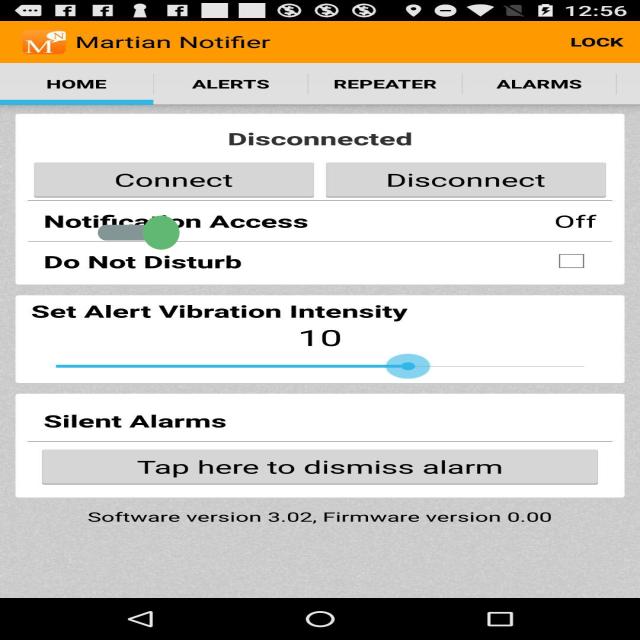 12:56
Martian Notifier
LOCK
HOME ALERTS REPEATER ALARMS
Disconnected
Connect Disconnect
Notification Access Off
Do Not Disturb
Set Alert Vibration Intensity
10
Silent Alarms
Tap here to dismiss alarm
Software version 3.02, Firmware version 0.00